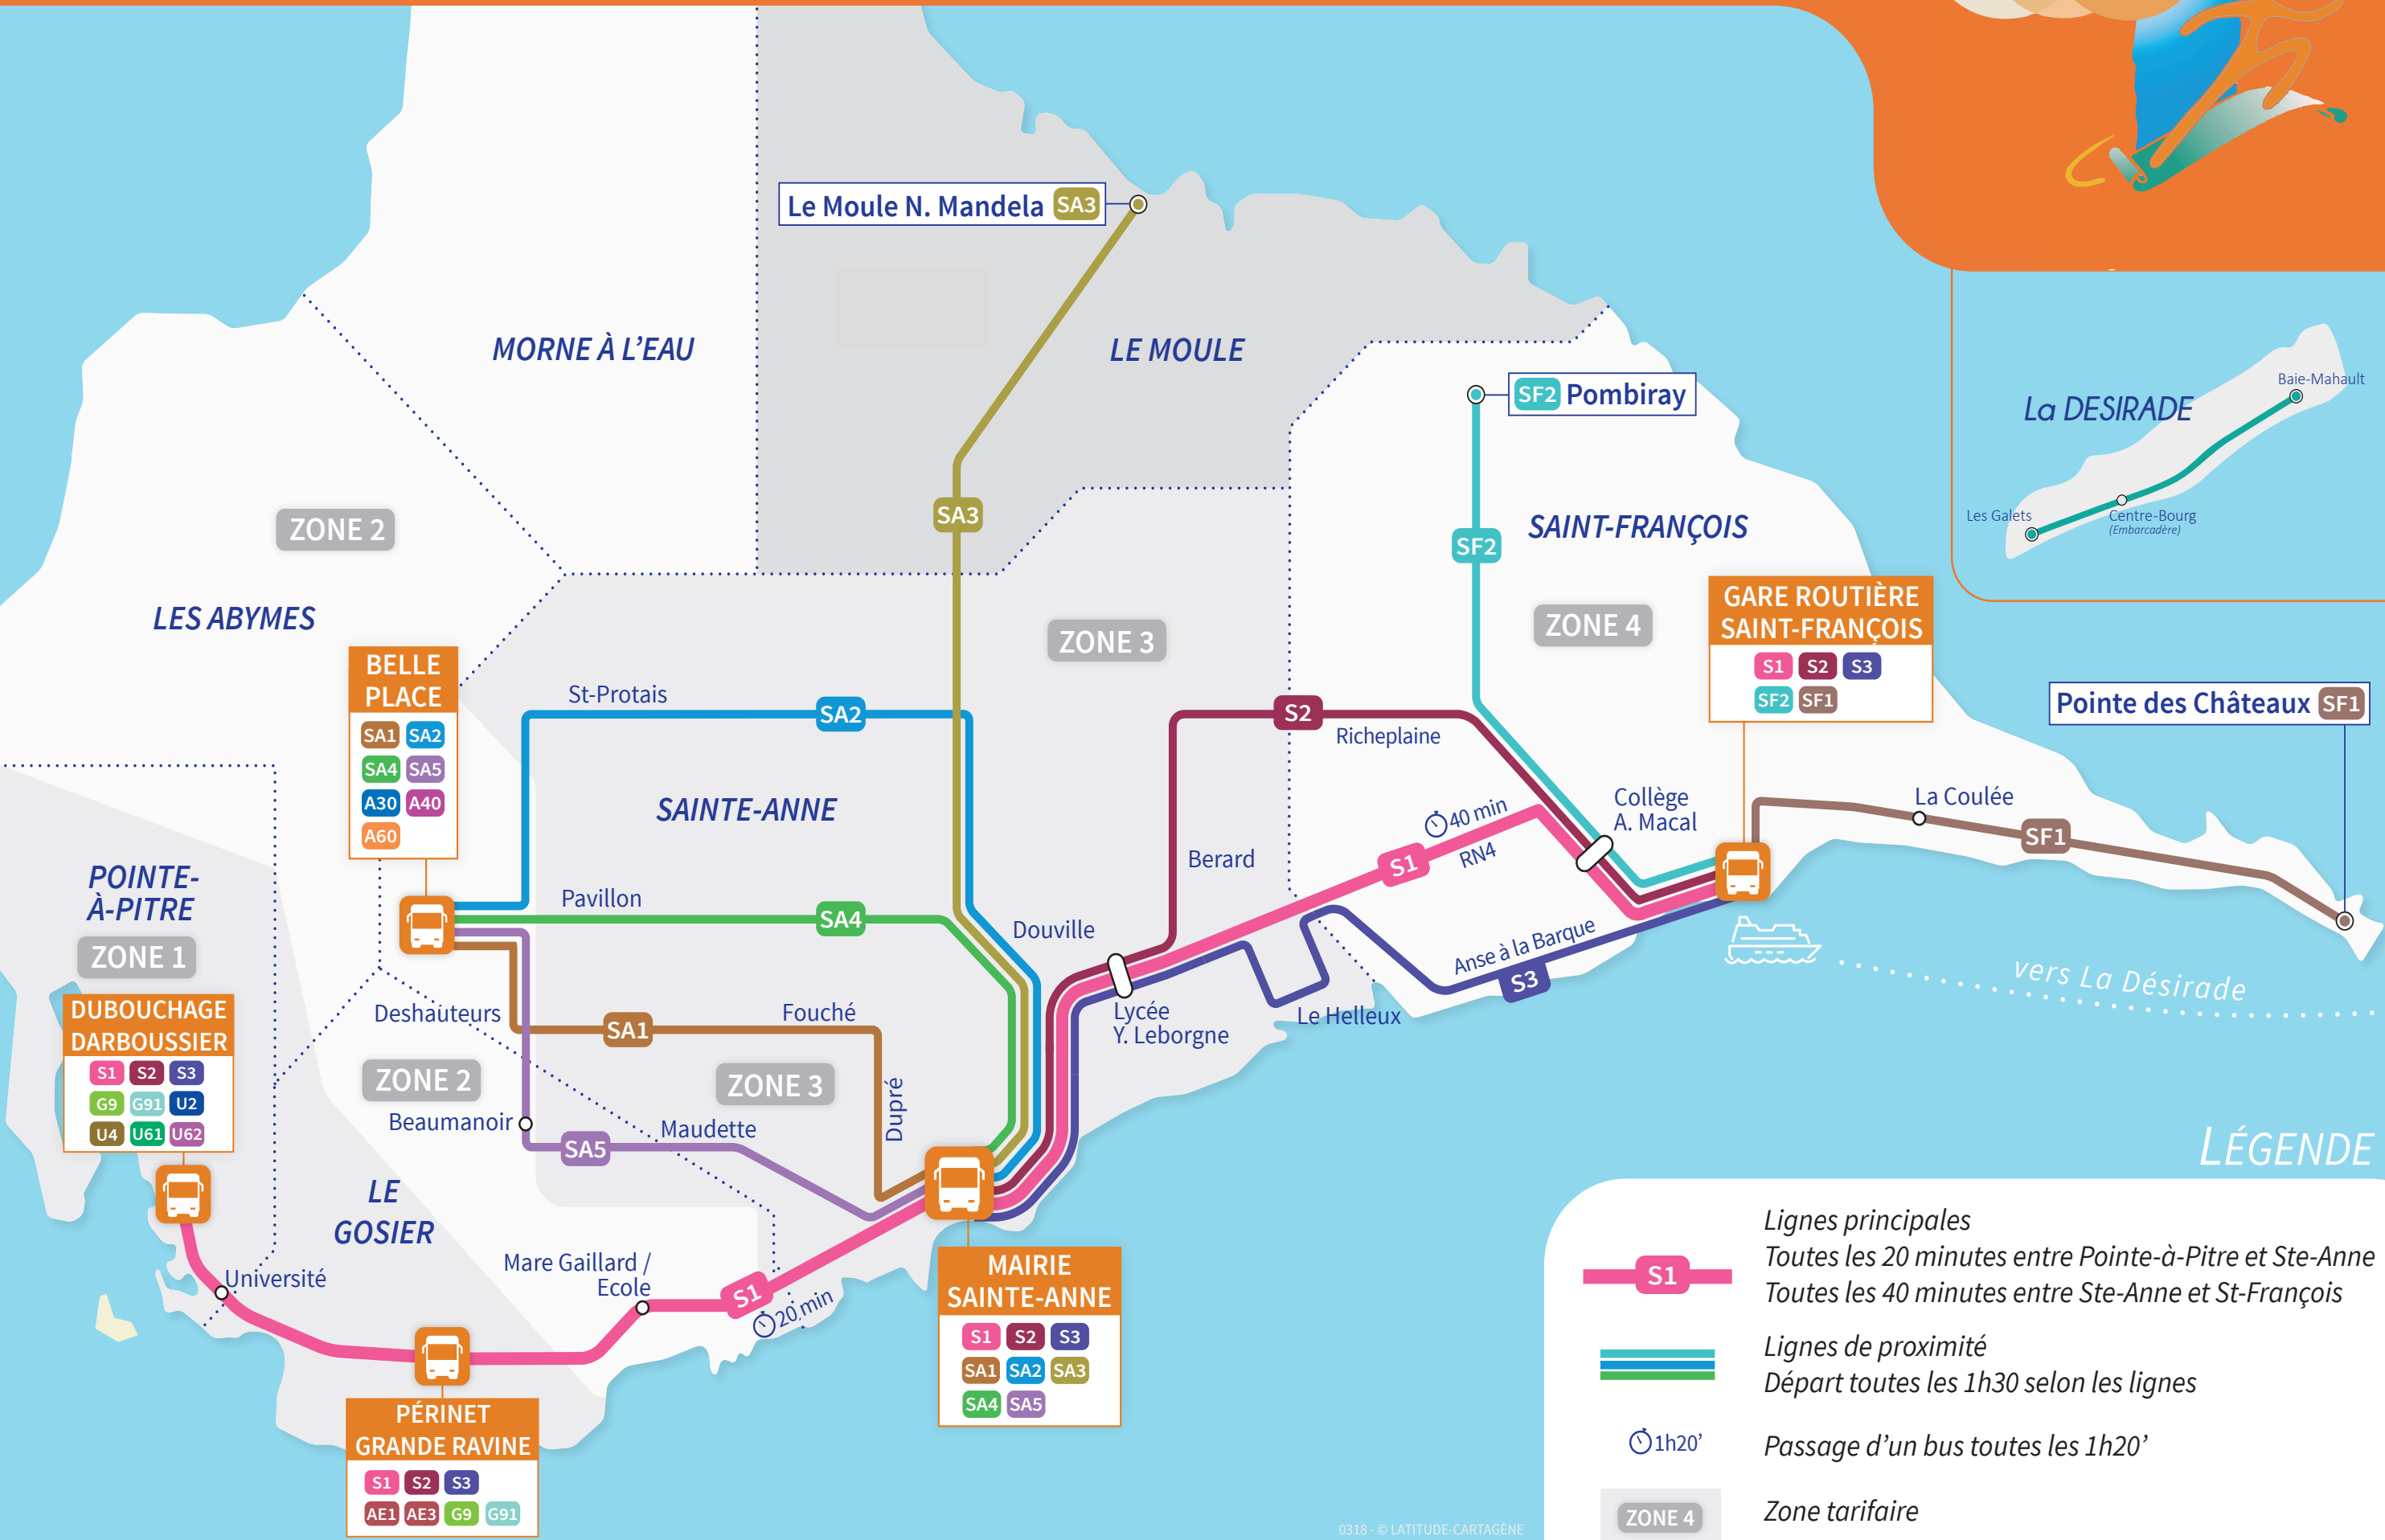 Le Moule N. Mandela SA3
MORNE À L'EAU
LE MOULE
SF2 Pombiray
La DESIRADE
Baie-Mahault
Les Galets
Centre-Bourg
(Embarcadère)
ZONE 2
SA3
SF2
SAINT-FRANÇOIS
LES ABYMES
ZONE 3
ZONE 4
GARE ROUTIÈRE
SAINT-FRANÇOIS
S1 S2 S3
SF2 SF1
BELLE
PLACE
SA1 SA2
SA4 SA5
A30 A40
A60
St-Protais
SA2
S2
Richeplaine
Pointe des Châteaux SF1
SAINTE-ANNE
Collège
A. Macal
La Coulée
SF1
40 min
S1
RN4
Berard
POINTE-
À-PITRE
ZONE 1
Pavillon
SA4
Douville
Anse à la Barque
S3
vers La Désirade
DUBOUCHAGE
DARBOUSSIER
S1 S2 S3
G9 G91 U2
U4 U61 U62
Deshauteurs
SA1
Fouché
Lycée
Y. Leborgne
Le Helleux
ZONE 2
ZONE 3
Dupré
Beaumanoir
SA5
Maudette
LE
GOSIER
Université
Mare Gaillard /
Ecole
S1
20 min
MAIRIE
SAINTE-ANNE
S1 S2 S3
SA1 SA2 SA3
SA4 SA5
PÉRINET
GRANDE RAVINE
S1 S2 S3
AE1 AE3 G9 G91
LÉGENDE
S1
Lignes principales
Toutes les 20 minutes entre Pointe-à-Pitre et Ste-Anne
Toutes les 40 minutes entre Ste-Anne et St-François
Lignes de proximité
Départ toutes les 1h30 selon les lignes
1h20'
Passage d'un bus toutes les 1h20'
ZONE 4
Zone tarifaire
0318 - © LATITUDE-CARTAGÈNE